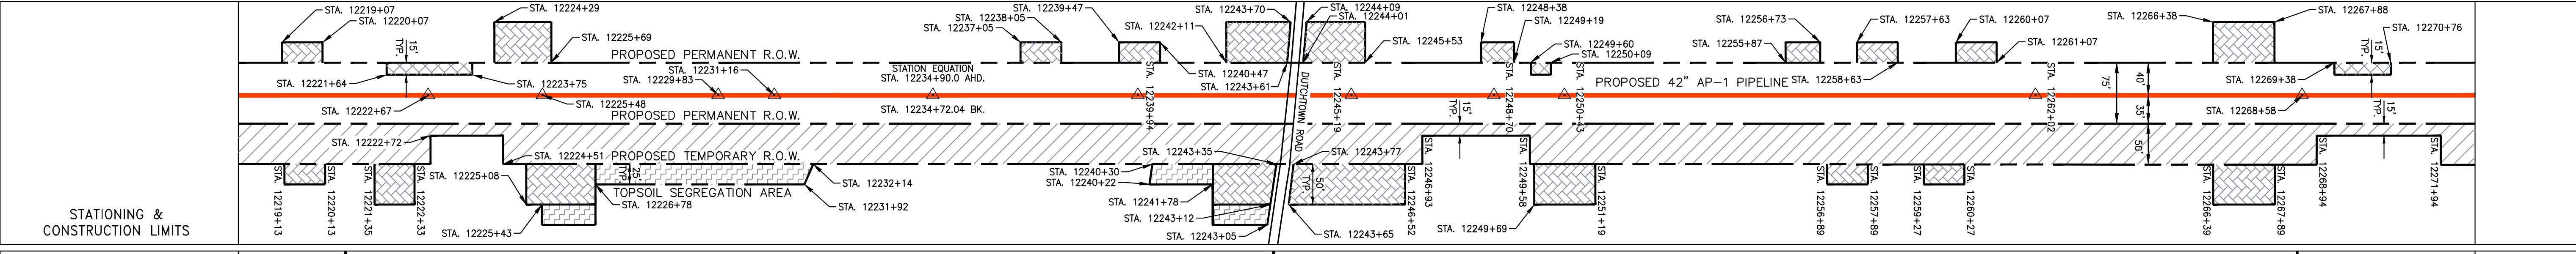 STA. 12219+07
STA. 12220+07
STA. 12224+29
STA. 12225+69
15' TYP.
PROPOSED PERMANENT R.O.W.
STA. 12221+64
STA. 12223+75
STA. 12231+16
STA. 12229+83
STA. 12222+67
STA. 12225+48
STATION EQUATION
STA. 12234+90.0 AHD.
STA. 12234+72.04 BK.
PROPOSED PERMANENT R.O.W.
STA. 12239+47
STA. 12238+05
STA. 12237+05
STA. 12242+11
STA. 12240+47
STA. 12239+94
STA. 12243+70
STA. 12244+09
STA. 12244+01
STA. 12243+61
STA. 12245+53
DUTCHTOWN ROAD
STA. 12245+19
STA. 12248+38
STA. 12249+19
STA. 12249+60
STA. 12250+09
STA. 12248+70
STA. 12250+43
15' TYP.
STA. 12256+73
STA. 12255+87
STA. 12257+63
STA. 12258+63
PROPOSED 42" AP-1 PIPELINE
STA. 12260+07
STA. 12261+07
STA. 12262+02
75'
40'
35'
50'
STA. 12266+38
STA. 12267+88
STA. 12270+76
STA. 12269+38
STA. 12268+58
15' TYP.
15' TYP.
STA. 12222+72
STA. 12224+51
PROPOSED TEMPORARY R.O.W.
STA. 12225+08
25' TYP.
TOPSOIL SEGREGATION AREA
STA. 12226+78
STA. 12225+43
STA. 12232+14
STA. 12231+92
STA. 12219+13
STA. 12220+13
STA. 12221+35
STA. 12222+33
STA. 12243+35
STA. 12240+30
STA. 12240+22
STA. 12241+78
STA. 12243+12
STA. 12243+05
STA. 12243+77
50' TYP.
STA. 12243+65
STA. 12246+52
STA. 12246+93
STA. 12249+58
STA. 12249+69
STA. 12251+19
STA. 12256+89
STA. 12257+89
STA. 12259+27
STA. 12260+27
STA. 12266+39
STA. 12267+89
STA. 12268+94
STA. 12271+94
STATIONING &
CONSTRUCTION LIMITS